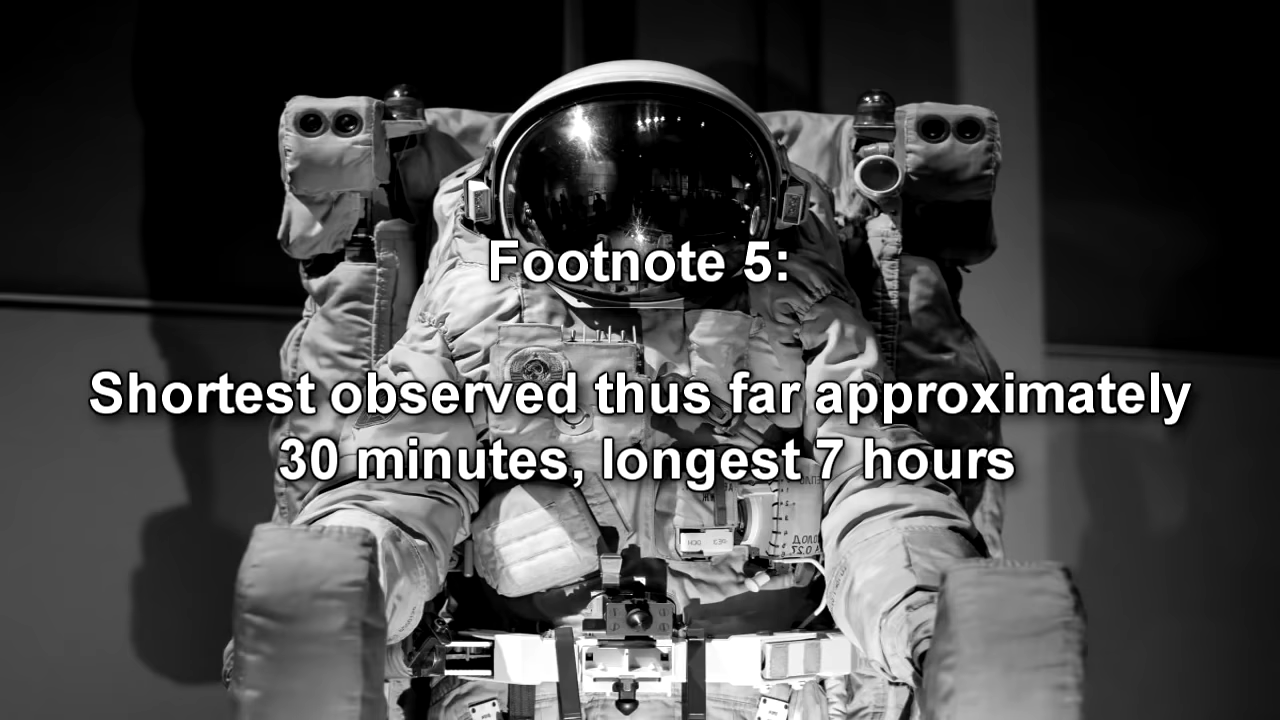 Footnote 5:
Shortest observed thus far approximately
30 minutes, longest 7 hours